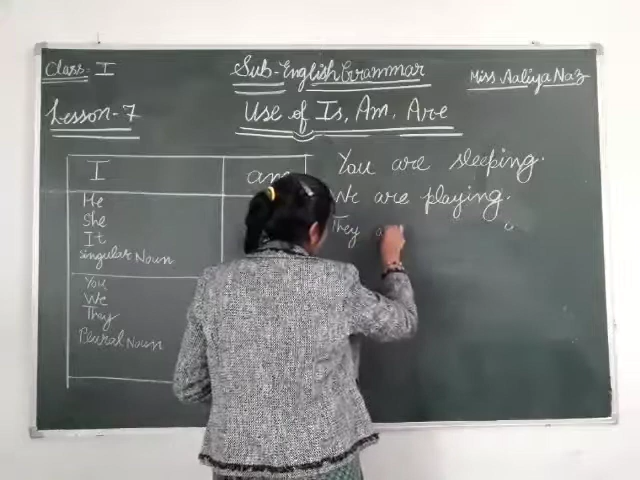 Class:- I
Sub-English Grammar
Miss Aaliya Naz
Lesson-7
Use of Is, Am, Are
I
am
He
She
It
Singular Noun
You
We
They
Plural Noun
You are sleeping.
We are playing.
They a